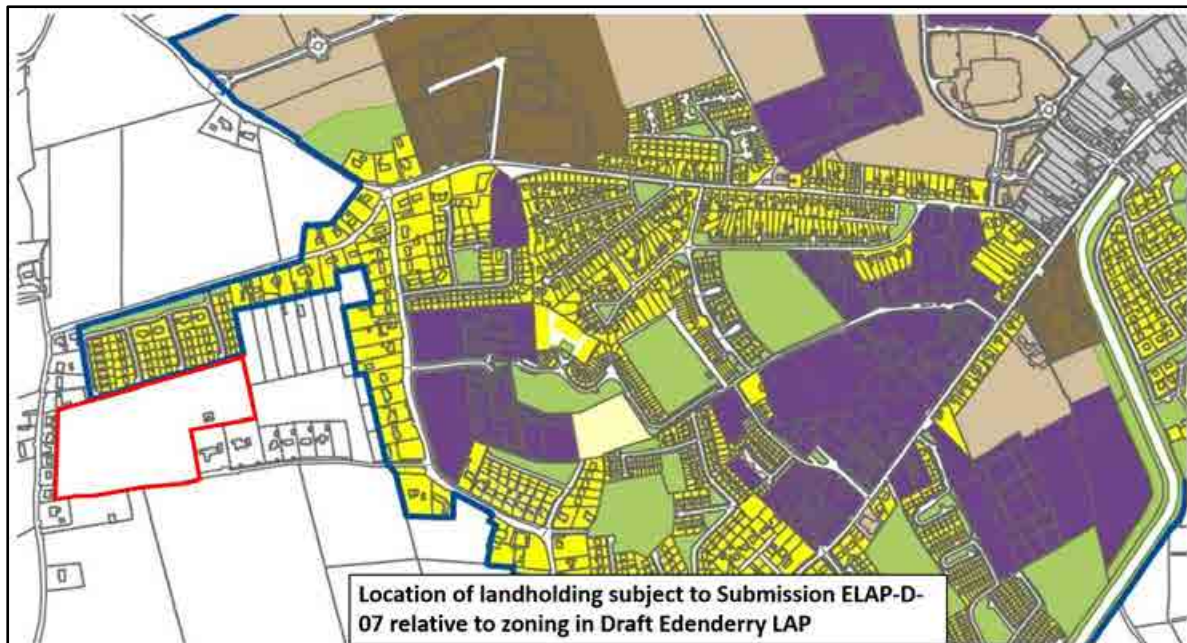 Location of landholding subject to Submission ELAP-D-
07 relative to zoning in Draft Edenderry LAP